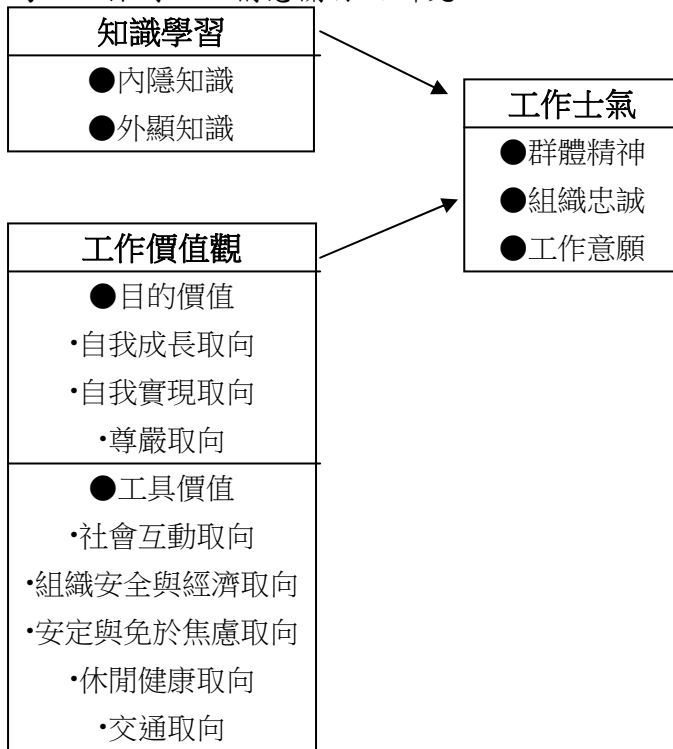 知識學習
●內隱知識
●外顯知識
工作士氣
●群體精神
●組織忠誠
●工作意願
工作價值觀
●目的價值
•自我成長取向
•自我實現取向
•尊嚴取向
●工具價值
•社會互動取向
•組織安全與經濟取向
•安定與免於焦慮取向
•休閒健康取向
•交通取向